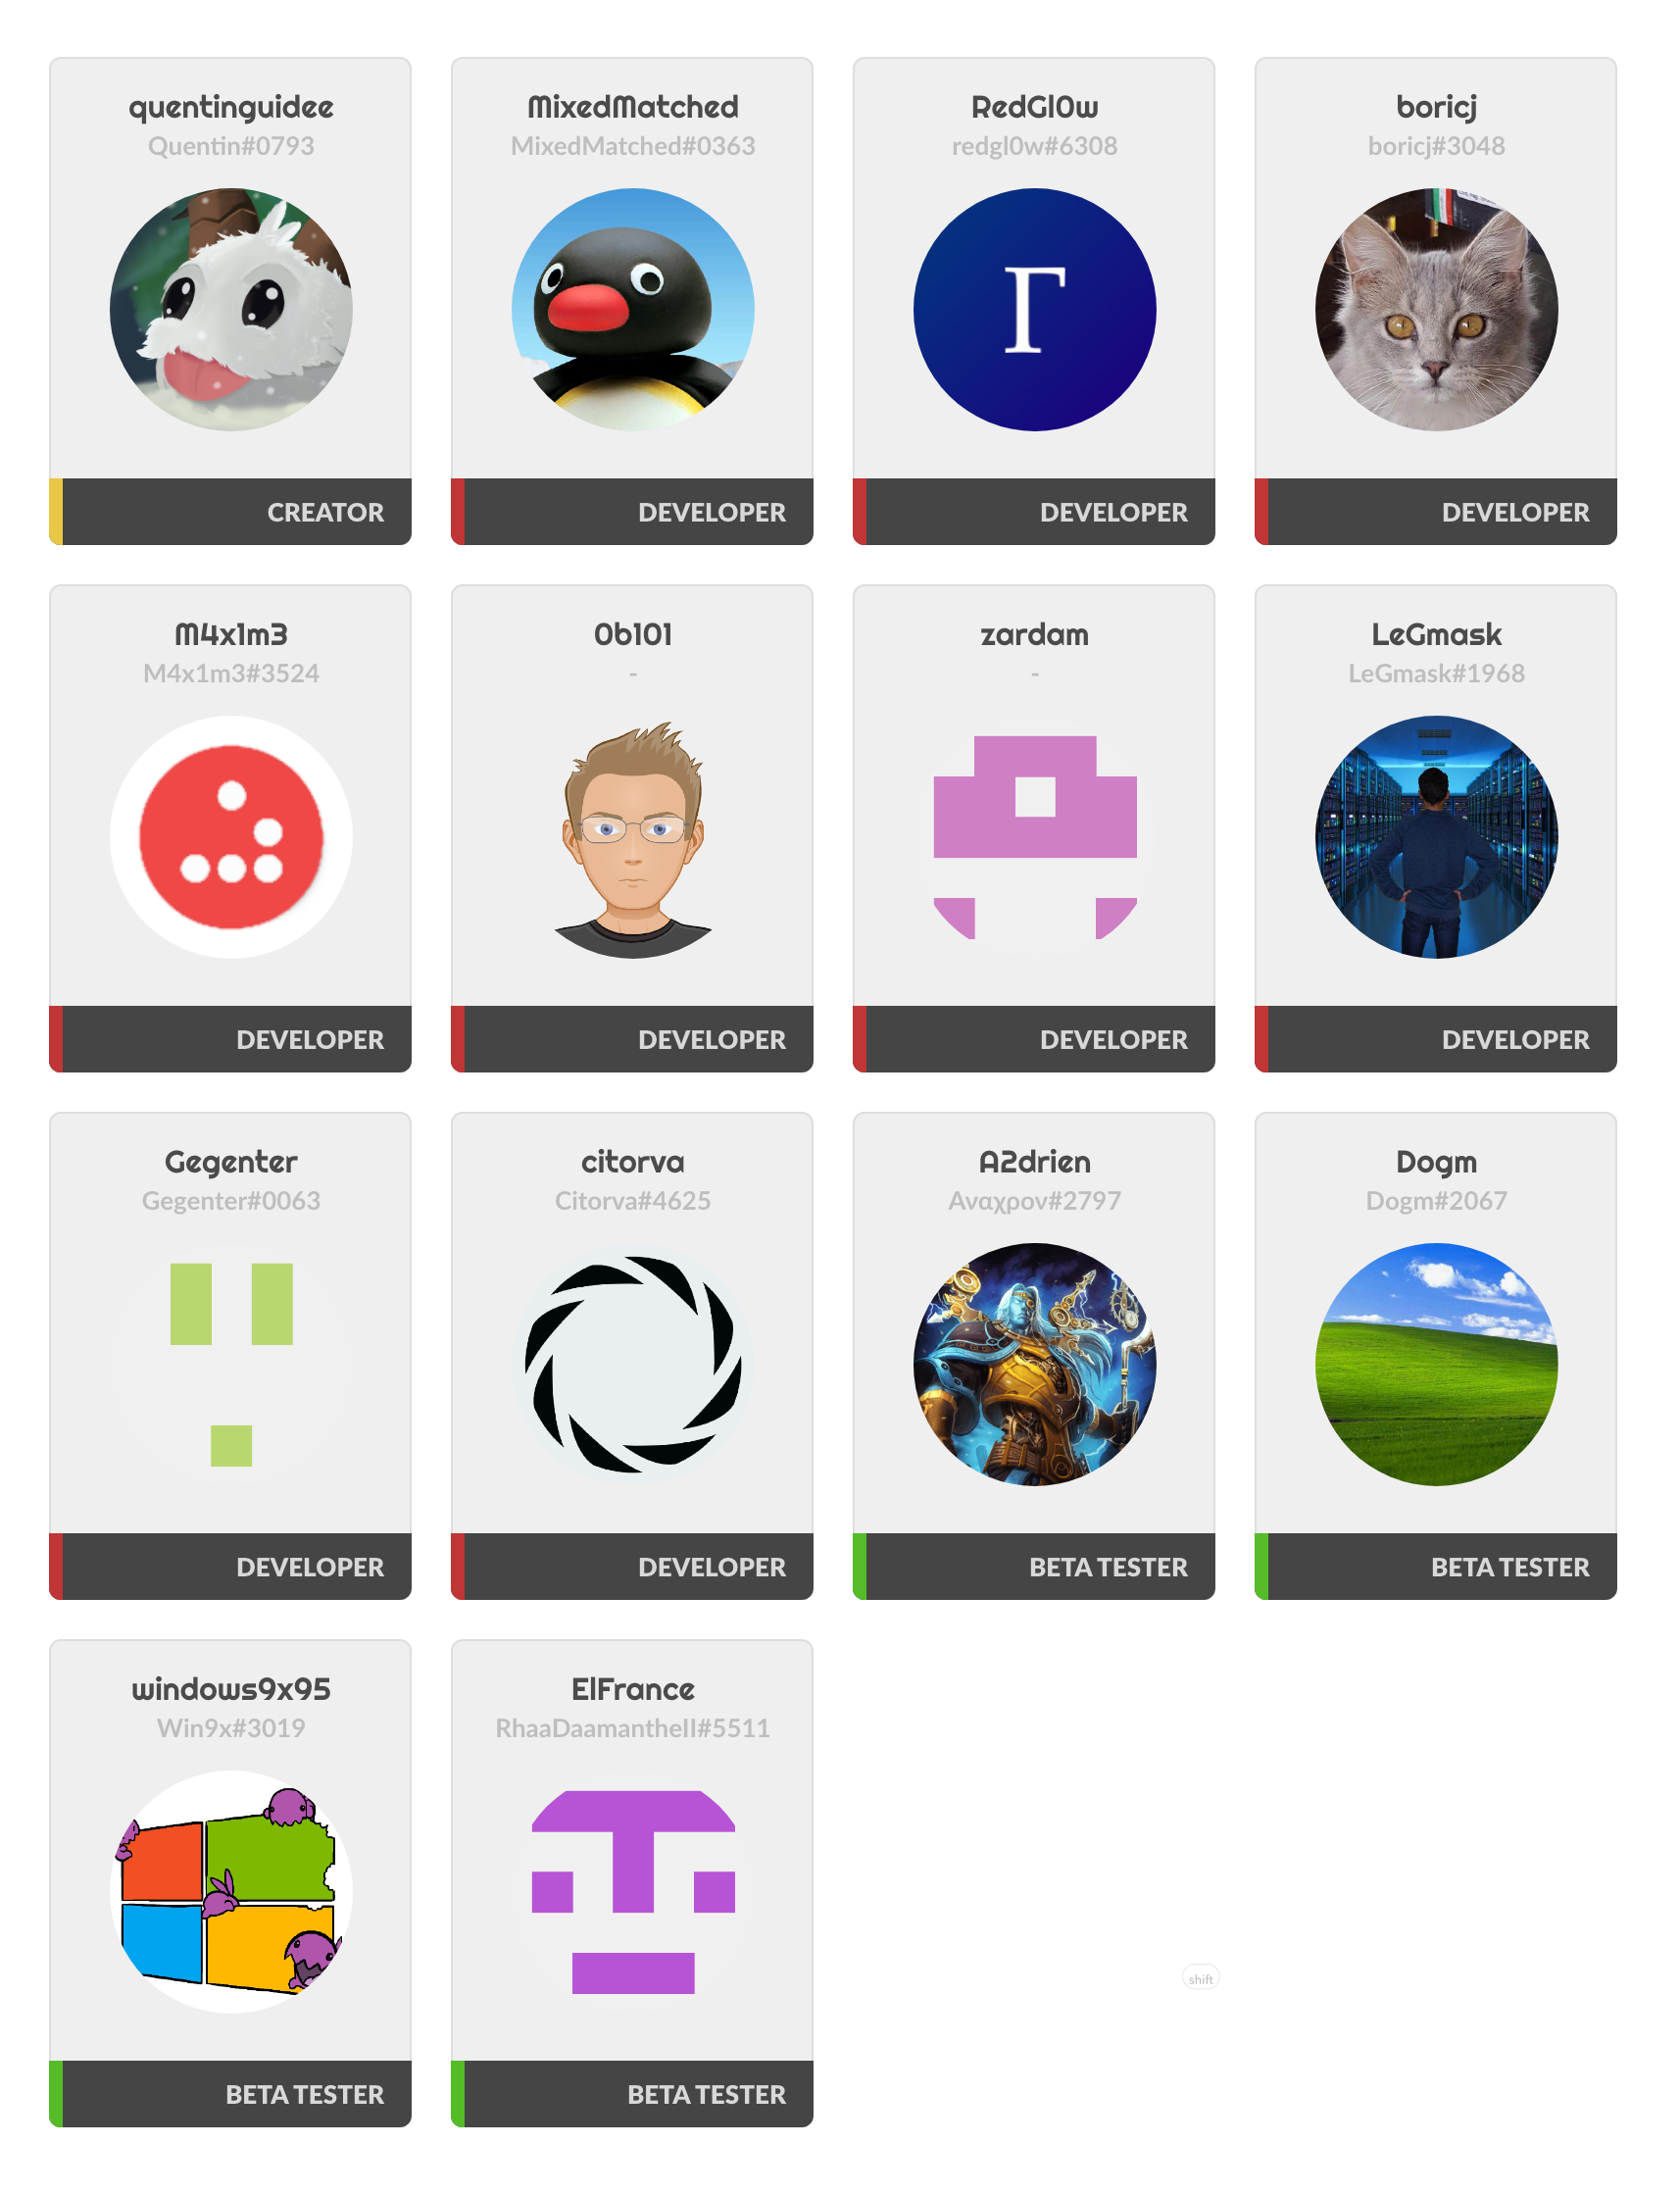 quentinguidee
Quentin#0793
CREATOR
MixedMatched
MixedMatched#0363
DEVELOPER
RedGl0w
redgl0w#6308
Γ
DEVELOPER
boricj
boricj#3048
DEVELOPER
M4x1m3
M4x1m3#3524
DEVELOPER
0b101
-
DEVELOPER
zardam
-
DEVELOPER
LeGmask
LeGmask#1968
DEVELOPER
Gegenter
Gegenter#0063
DEVELOPER
citorva
Citorva#4625
DEVELOPER
A2drien
Αναχρον#2797
BETA TESTER
Dogm
Dogm#2067
BETA TESTER
windows9x95
Win9x#3019
BETA TESTER
ElFrance
RhaaDaamantheII#5511
BETA TESTER
shift